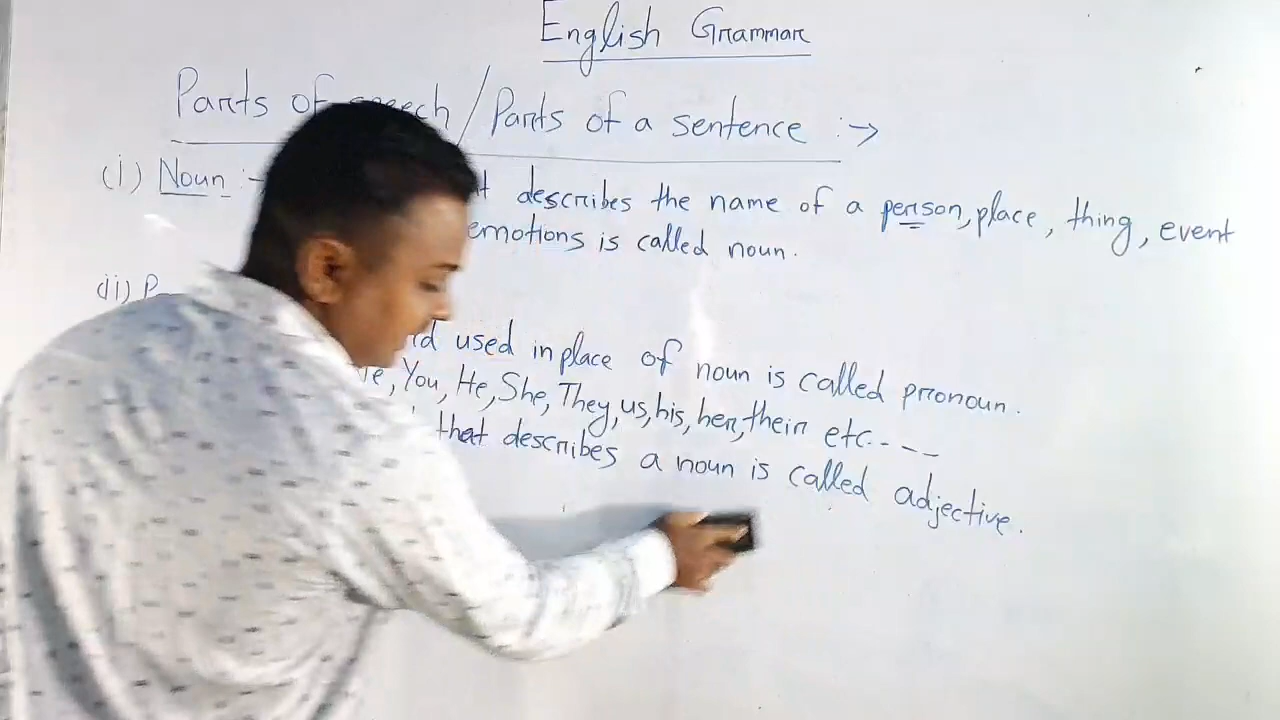 English Grammar
Parts of speech / Parts of a sentence :→
(i) Noun :- describes the name of a person, place, thing, event
emotions is called noun.
(ii) P
used in place of noun is called pronoun.
You, He, She, They, us, his, her, their etc.---
that describes a noun is called adjective.